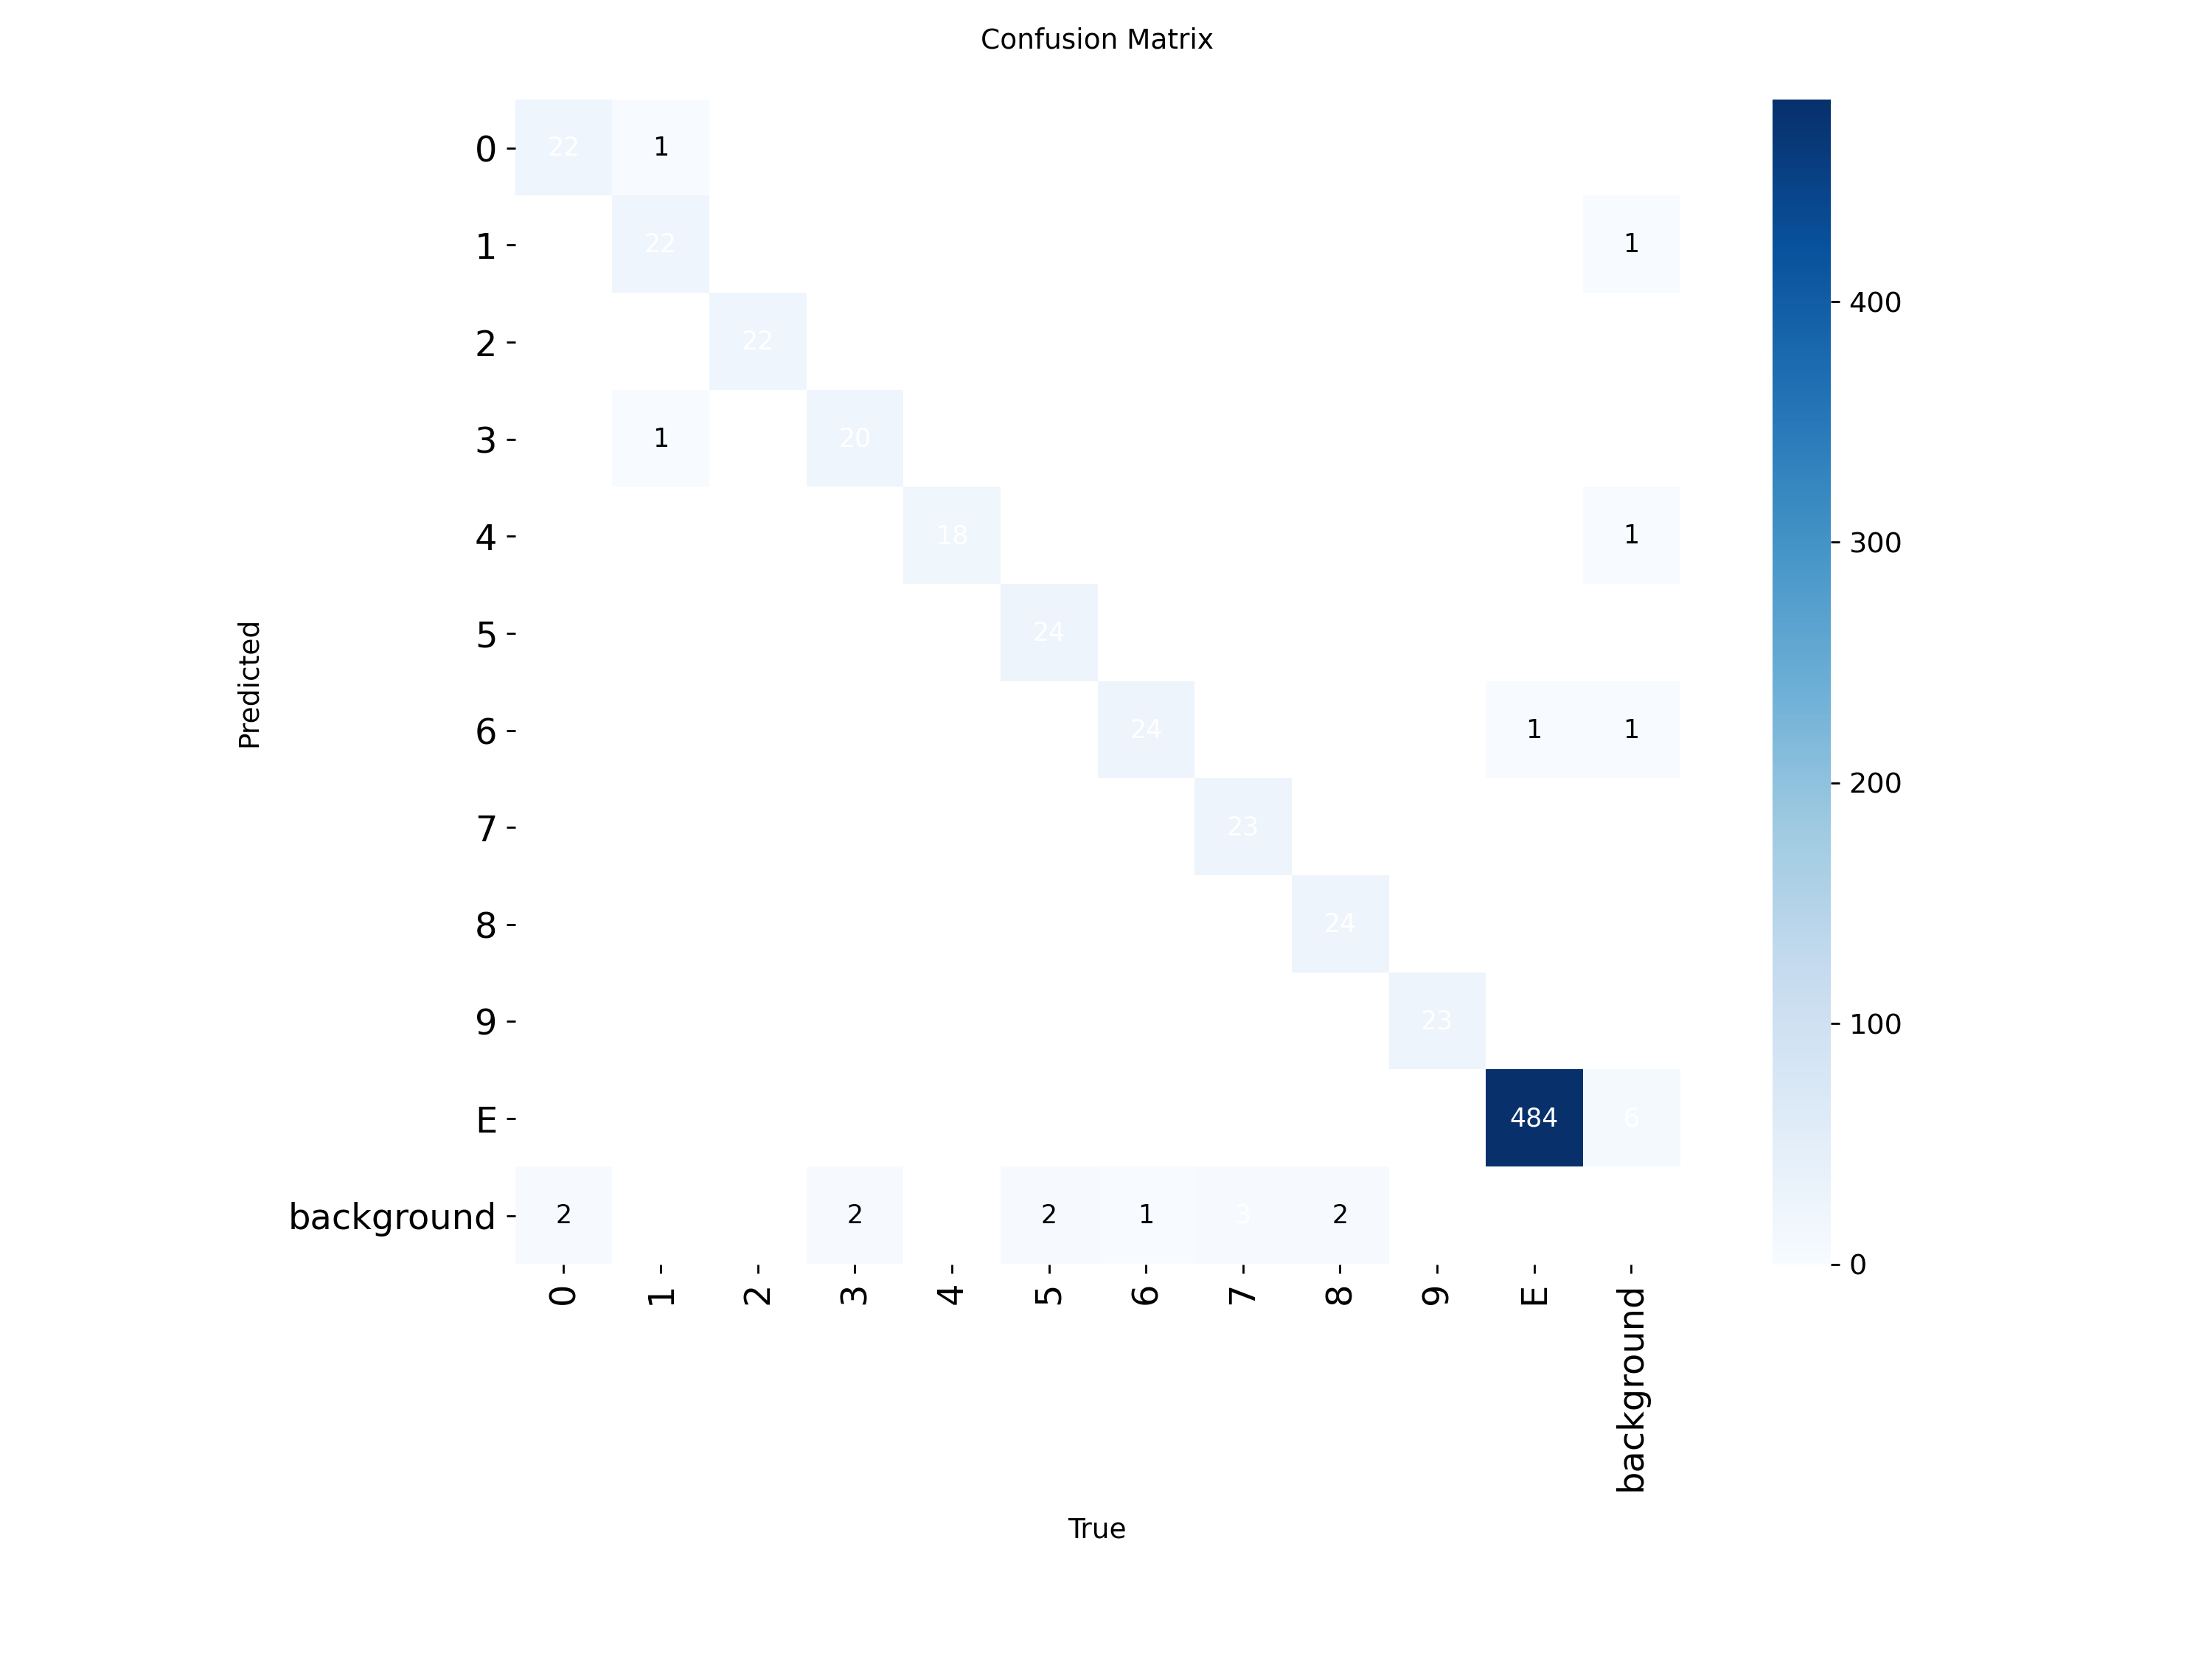 Confusion Matrix
0 22 1
1 22 1
2 22
3 1 20
4 18 1
5 24
6 24 1 1
7 23
8 24
9 23
E 484 6
background 2 2 2 1 3 2
0 1 2 3 4 5 6 7 8 9 E background
True
Predicted
400
300
200
100
0